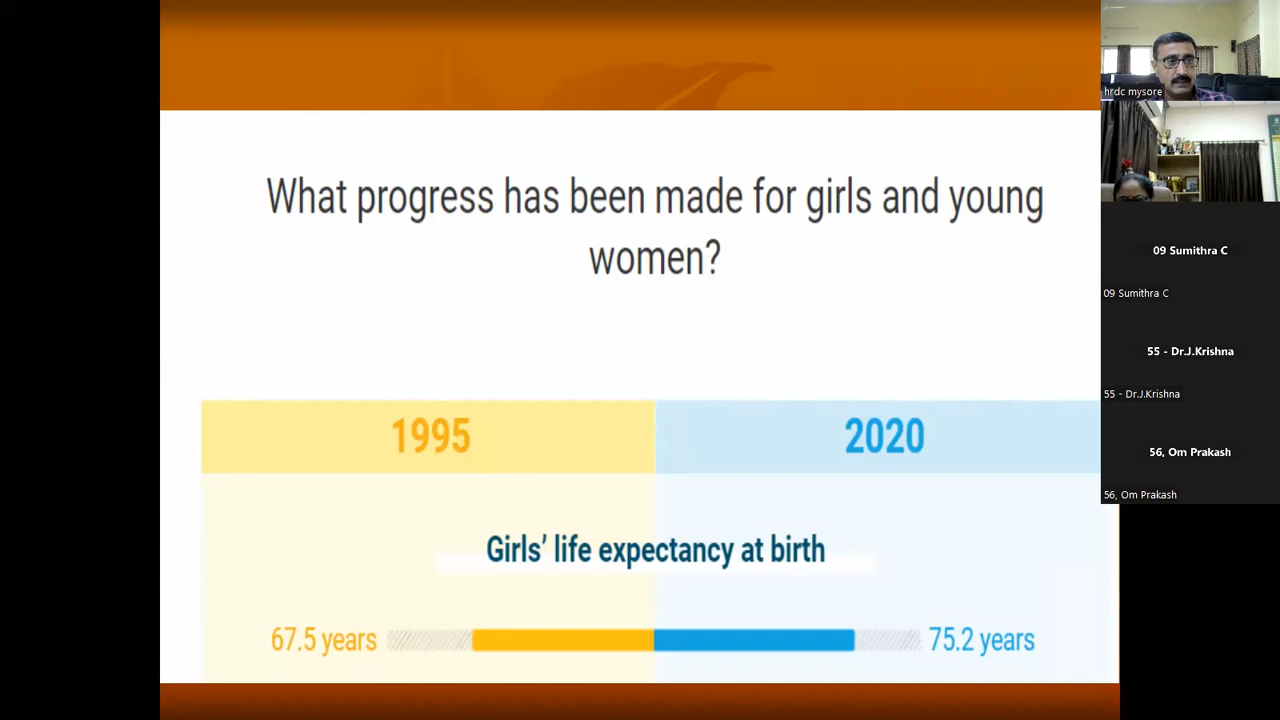 What progress has been made for girls and young
women?
1995
2020
Girls’ life expectancy at birth
67.5 years
75.2 years
hrdc mysore
09 Sumithra C
09 Sumithra C
55 - Dr.J.Krishna
55 - Dr.J.Krishna
56, Om Prakash
56, Om Prakash